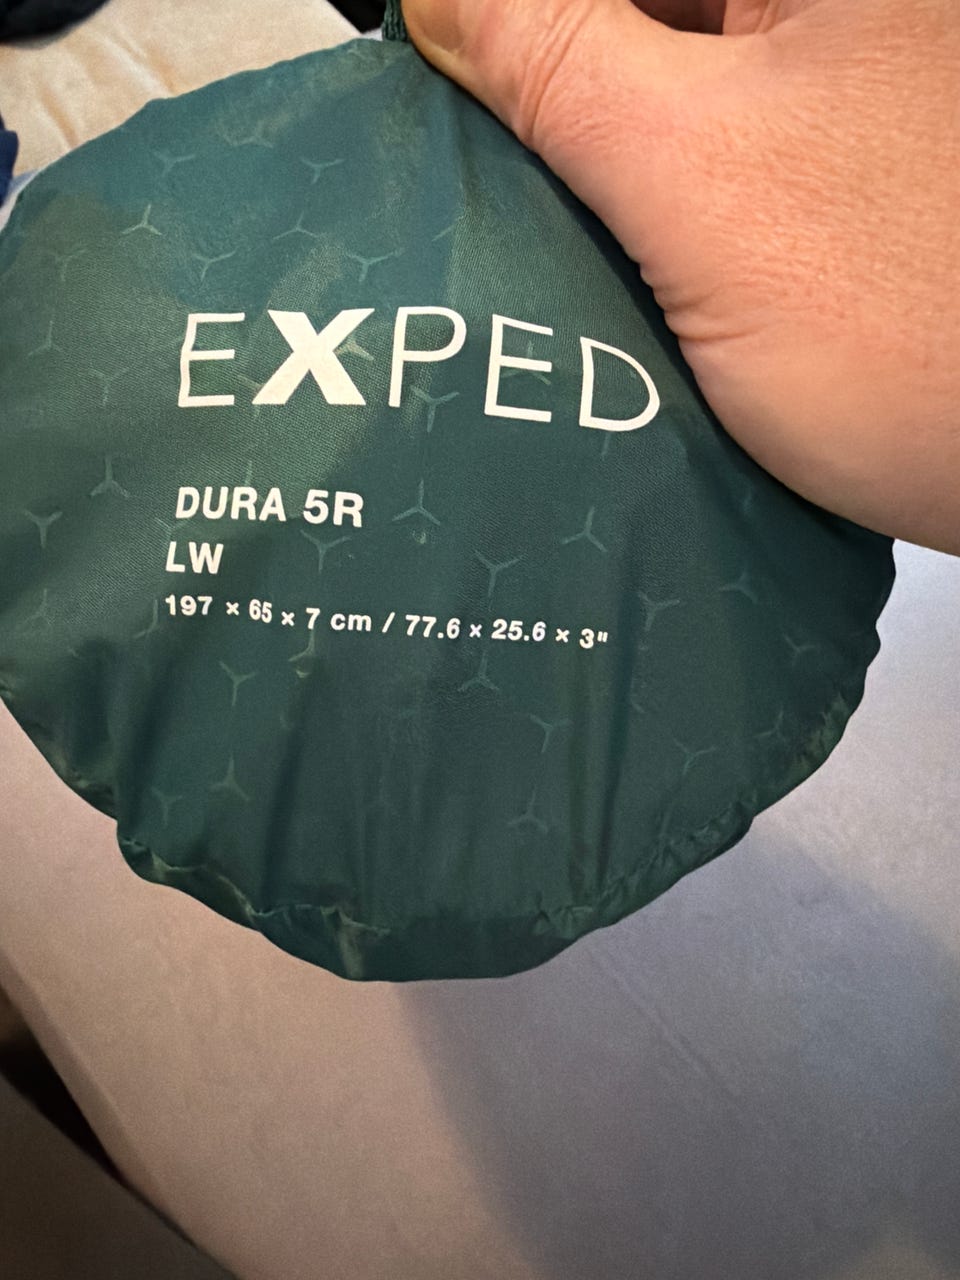 EXPED
DURA 5R
LW
197 × 65 × 7 cm / 77.6 × 25.6 × 3"